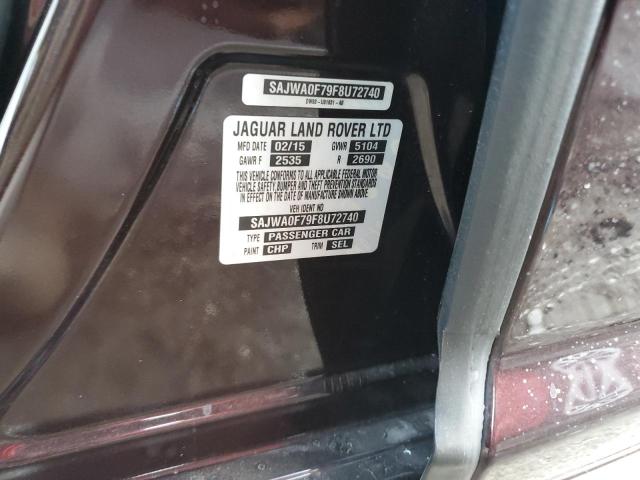 SAJWA0F79F8U72740
JAGUAR LAND ROVER LTD
MFD DATE 02/15 GVWR 5104
GAWR F 2535 R 2690
THIS VEHICLE CONFORMS TO ALL APPLICABLE FEDERAL MOTOR
VEHICLE SAFETY, BUMPER AND THEFT PREVENTION STANDARDS
IN EFFECT ON THE DATE OF MANUFACTURE SHOWN ABOVE.
VEH IDENT NO
SAJWA0F79F8U72740
TYPE PASSENGER CAR
PAINT CHP TRIM SEL